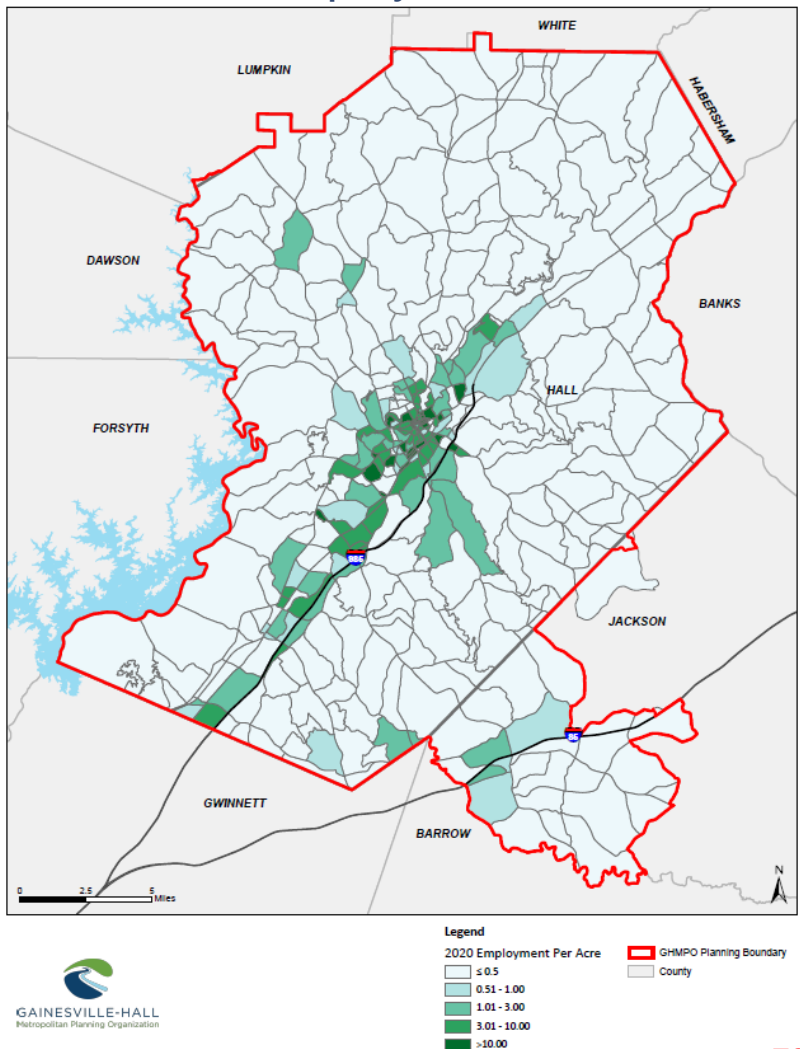 WHITE
LUMPKIN
HABERSHAM
DAWSON
BANKS
HALL
FORSYTH
985
JACKSON
85
GWINNETT
BARROW
N
0 2.5 5
Miles
Legend
2020 Employment Per Acre
≤ 0.5
0.51 - 1.00
1.01 - 3.00
3.01 - 10.00
>10.00
GHMPO Planning Boundary
County
GAINESVILLE-HALL
Metropolitan Planning Organization